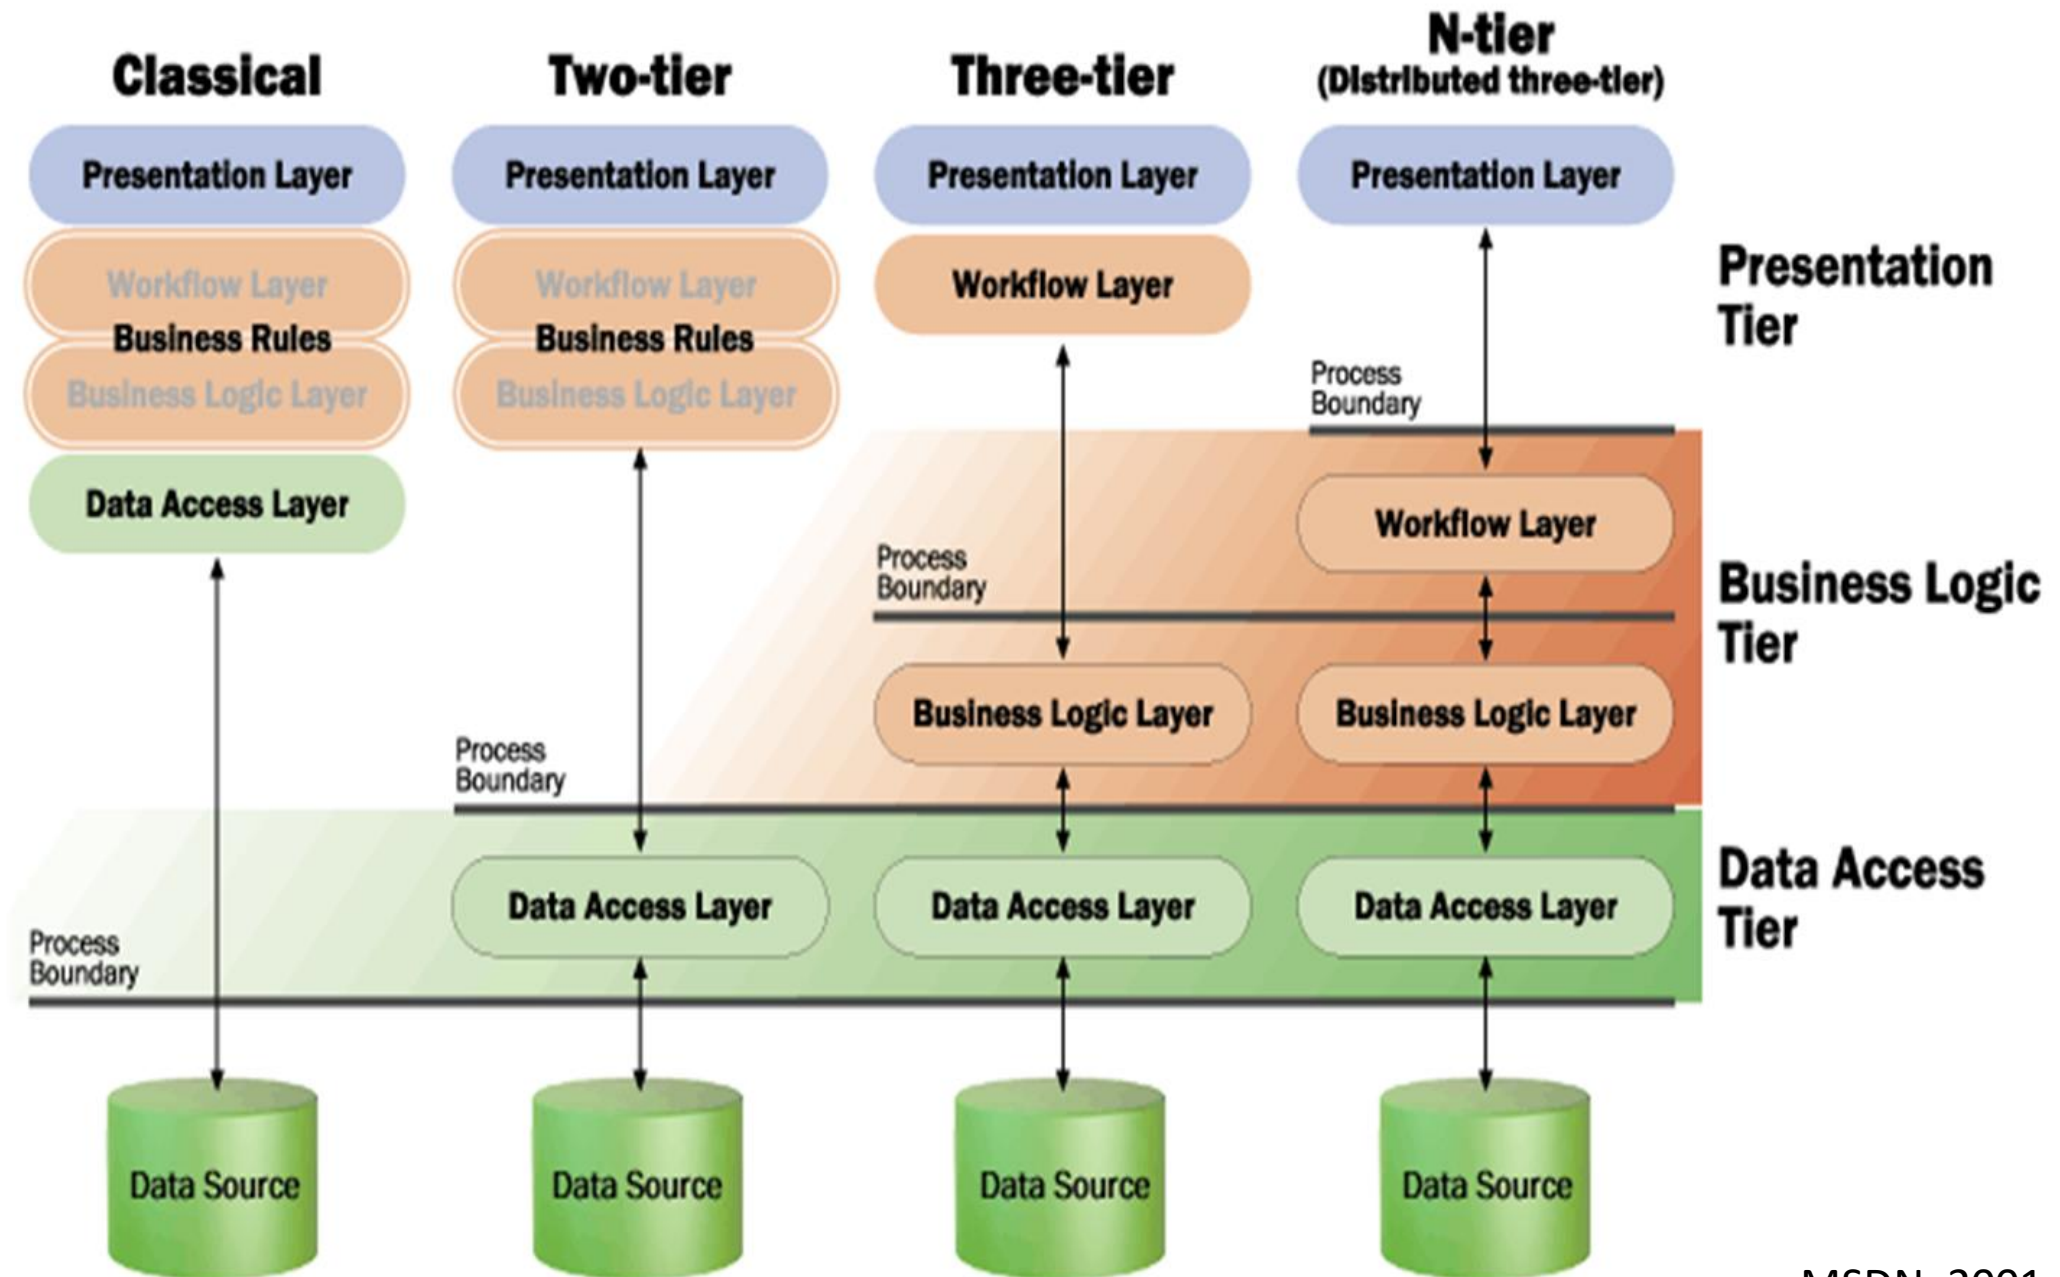 Classical
Two-tier
Three-tier
N-tier
(Distributed three-tier)
Presentation Layer
Presentation Layer
Presentation Layer
Presentation Layer
Workflow Layer
Workflow Layer
Workflow Layer
Presentation
Tier
Business Rules
Business Rules
Business Logic Layer
Business Logic Layer
Process
Boundary
Data Access Layer
Workflow Layer
Process
Boundary
Business Logic
Tier
Business Logic Layer
Business Logic Layer
Process
Boundary
Data Access Layer
Data Access Layer
Data Access Layer
Data Access
Tier
Process
Boundary
Data Source
Data Source
Data Source
Data Source
MSDN, 2001